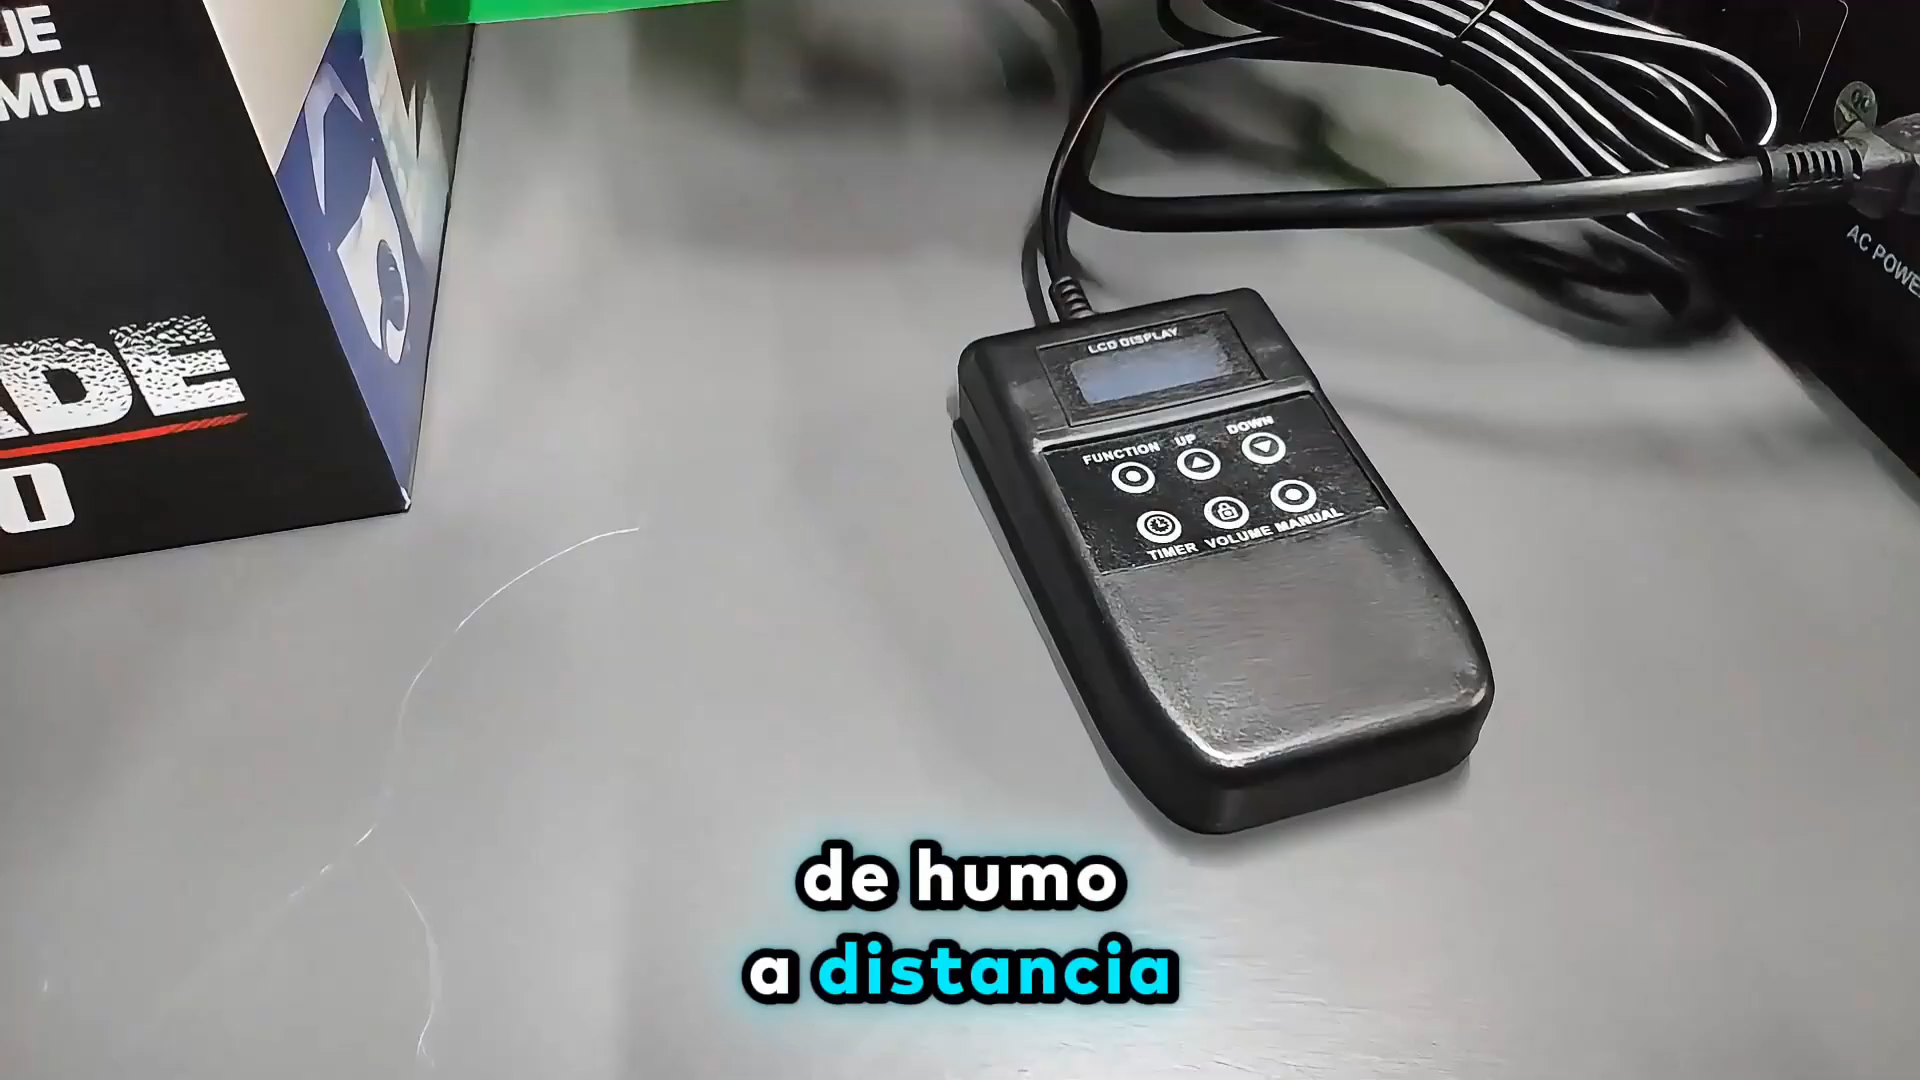 UE
MO!
ADE
O
AC POWE
LCD DISPLAY
FUNCTION UP DOWN
TIMER VOLUME MANUAL
de humo
a distancia